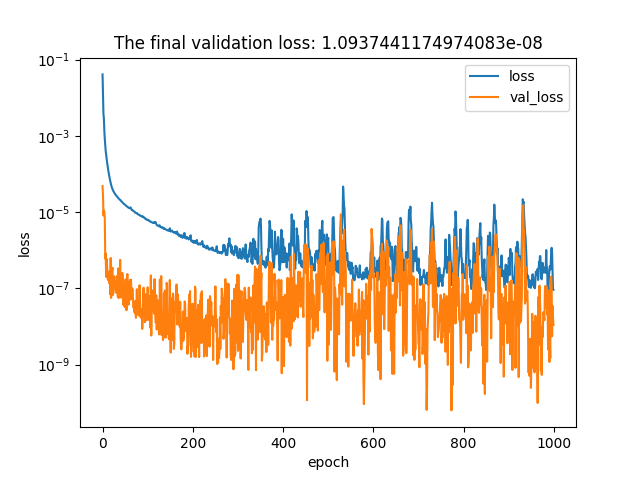 The final validation loss: 1.0937441174974083e-08
loss
val_loss
10⁻¹
10⁻³
10⁻⁵
10⁻⁷
10⁻⁹
loss
0
200
400
600
800
1000
epoch